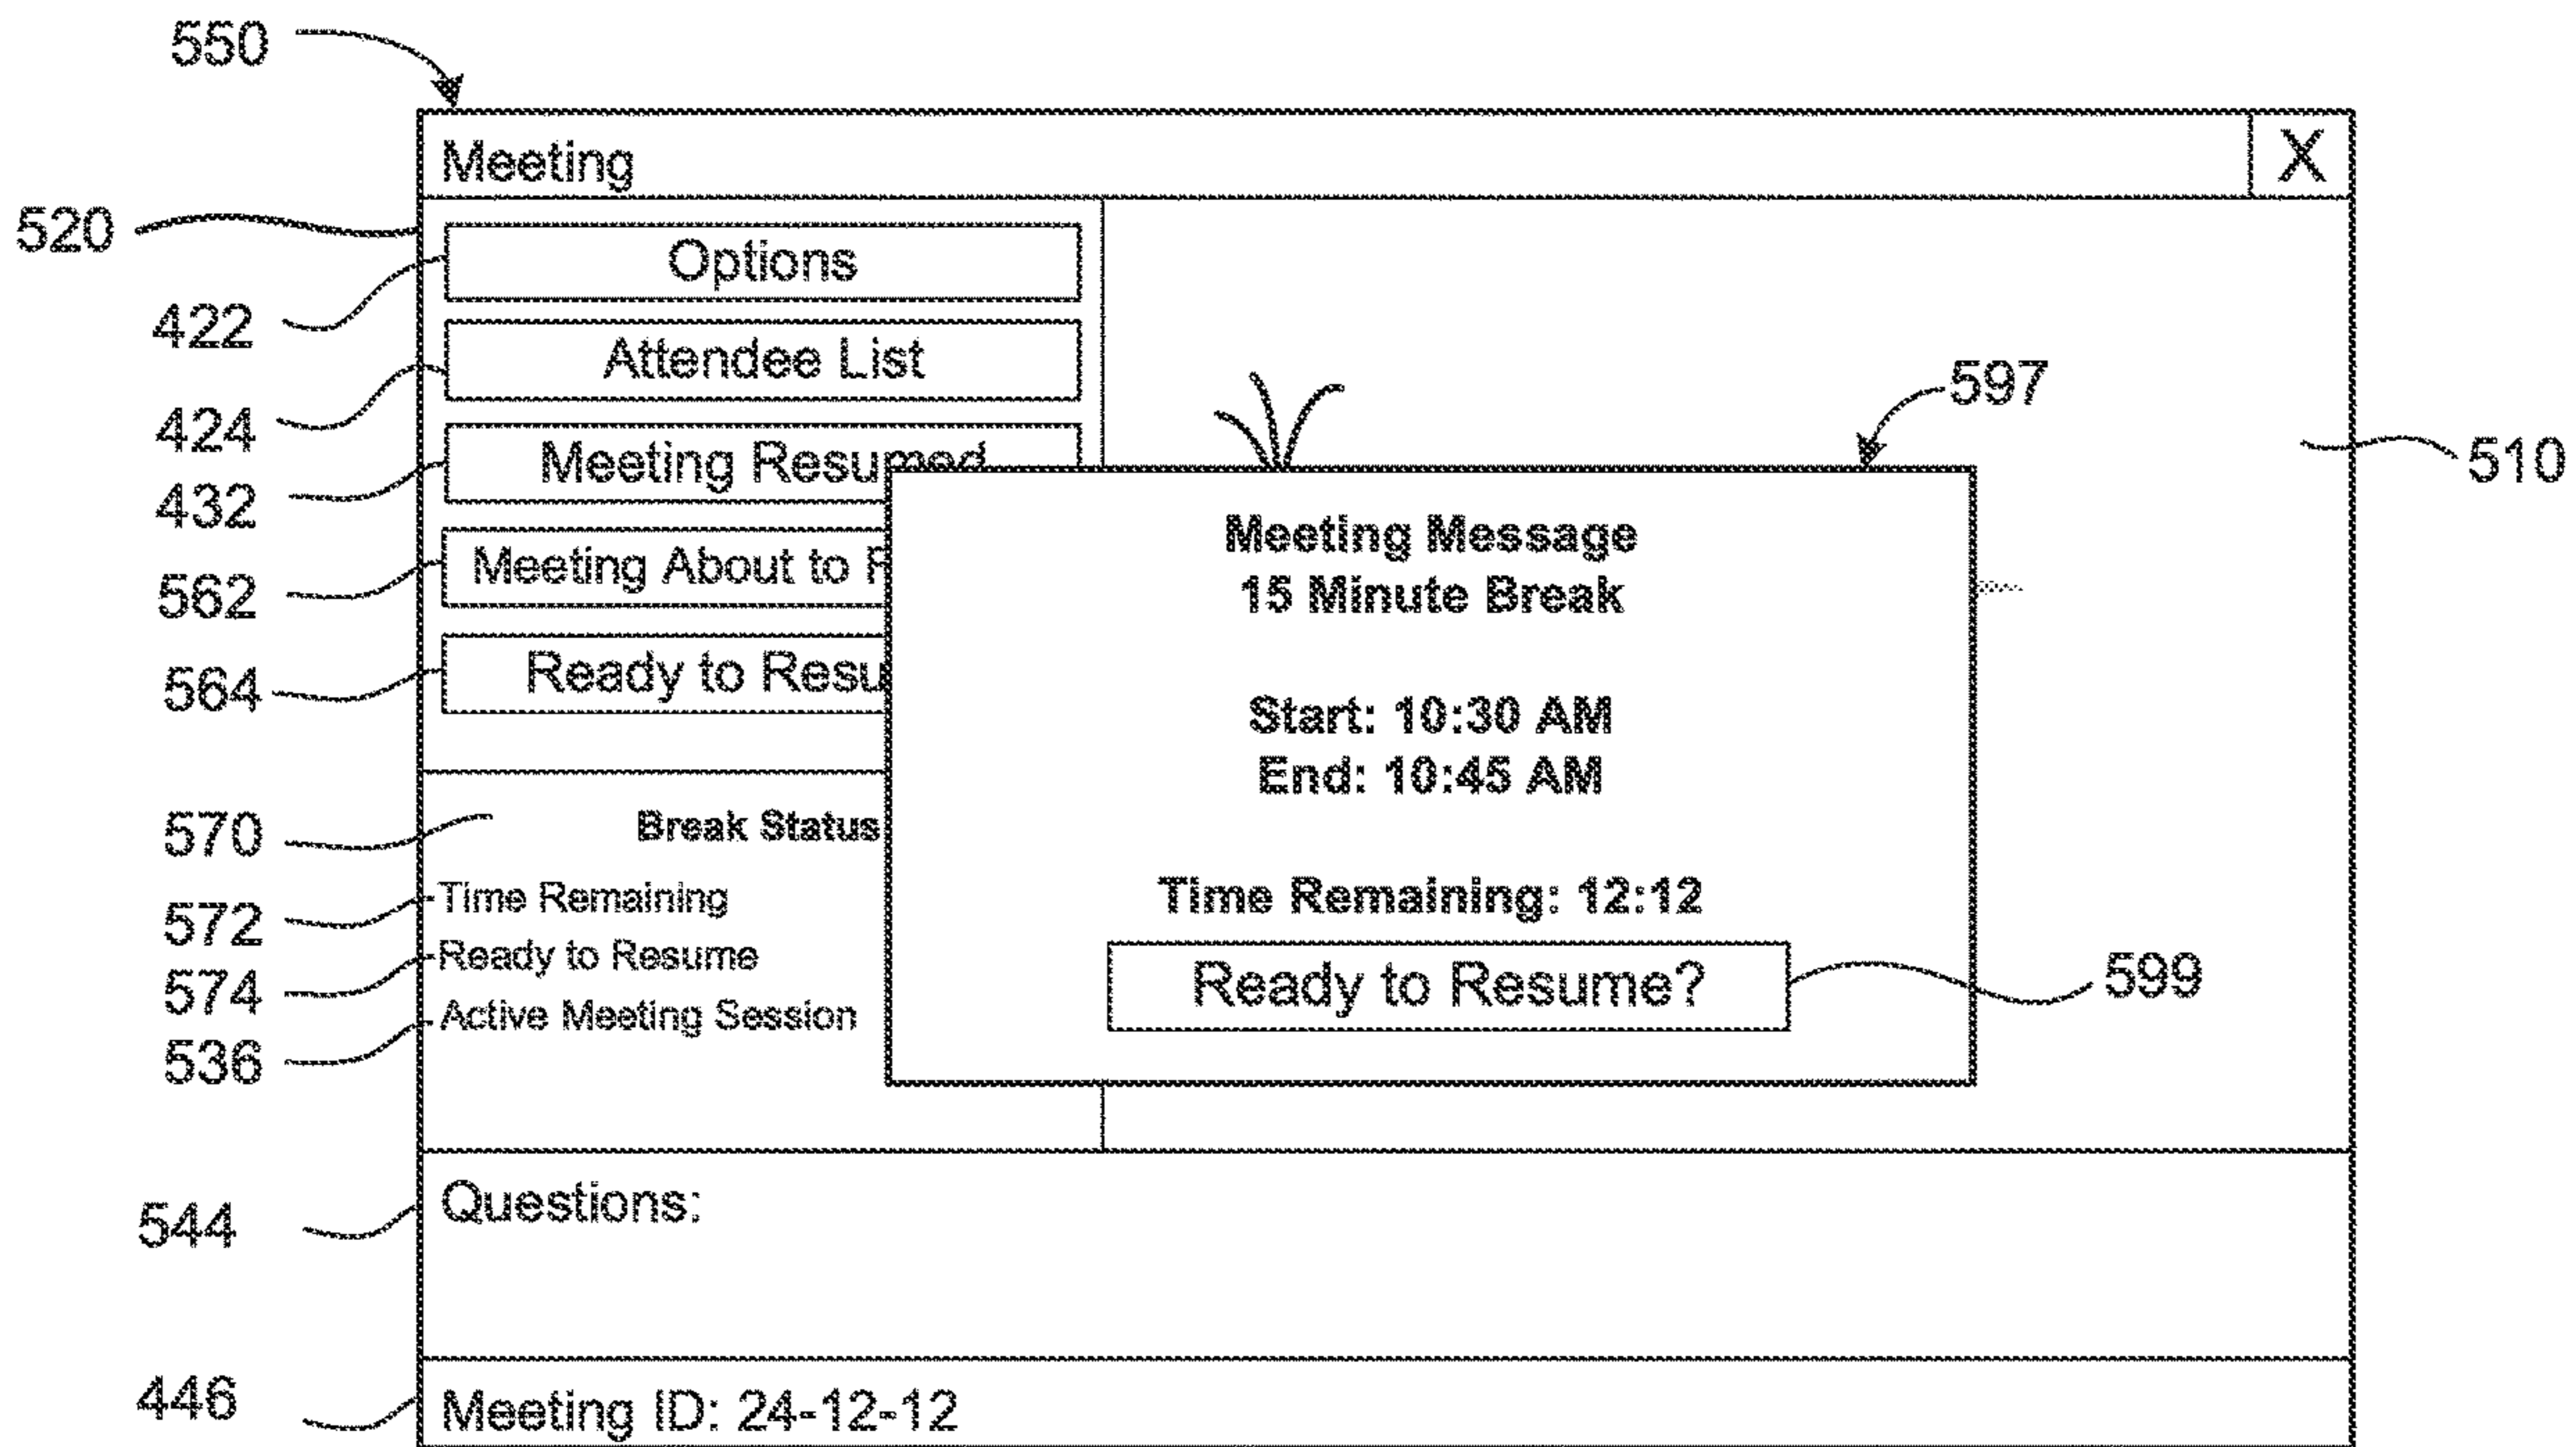 550
Meeting
X
520
Options
422
Attendee List
597
424
Meeting Resumed
510
432
Meeting Message
Meeting About to
562
15 Minute Break
564
Ready to Resu
Start: 10:30 AM
End: 10:45 AM
570
Break Status
572
Time Remaining
Time Remaining: 12:12
574
Ready to Resume
Ready to Resume?
599
536
Active Meeting Session
544
Questions:
446
Meeting ID: 24-12-12